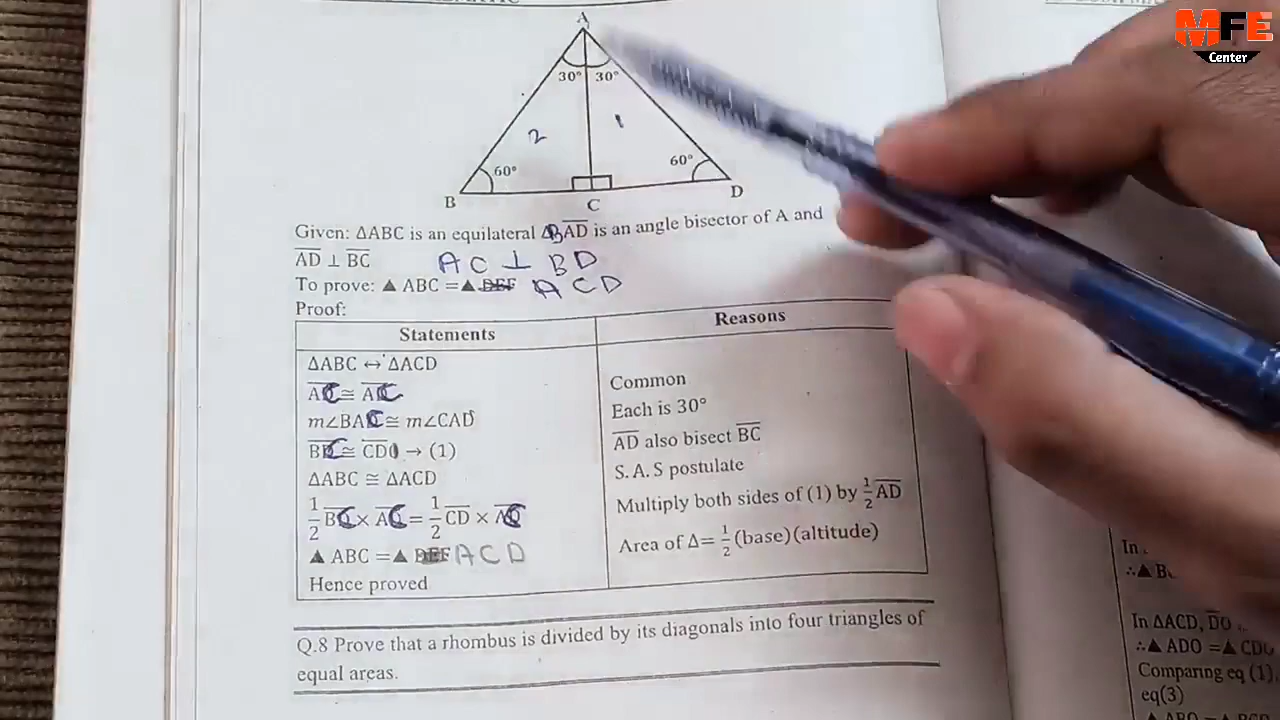 MFE
Center
A
30° 30°
2 1
60° 60°
B C D
Given: ΔABC is an equilateral ΔBAD is an angle bisector of A and
AD ⊥ BC AC ⊥ BD
To prove: ▲ ABC =▲ DEF ACD
Proof:
Statements Reasons
ΔABC ↔ ΔACD
AC ≅ AC Common
m∠BAC ≅ m∠CAD Each is 30°
BC ≅ CD → (1) AD also bisect BC
ΔABC ≅ ΔACD S.A.S postulate
1/2 BC × AC = 1/2 CD × AC Multiply both sides of (1) by 1/2 AD
▲ ABC =▲ DEF ACD Area of Δ= 1/2 (base)(altitude)
Hence proved
Q.8 Prove that a rhombus is divided by its diagonals into four triangles of
equal areas.
In ΔACD, DO
∴▲ ADO =▲ CDO
Comparing eq (1),
eq(3)